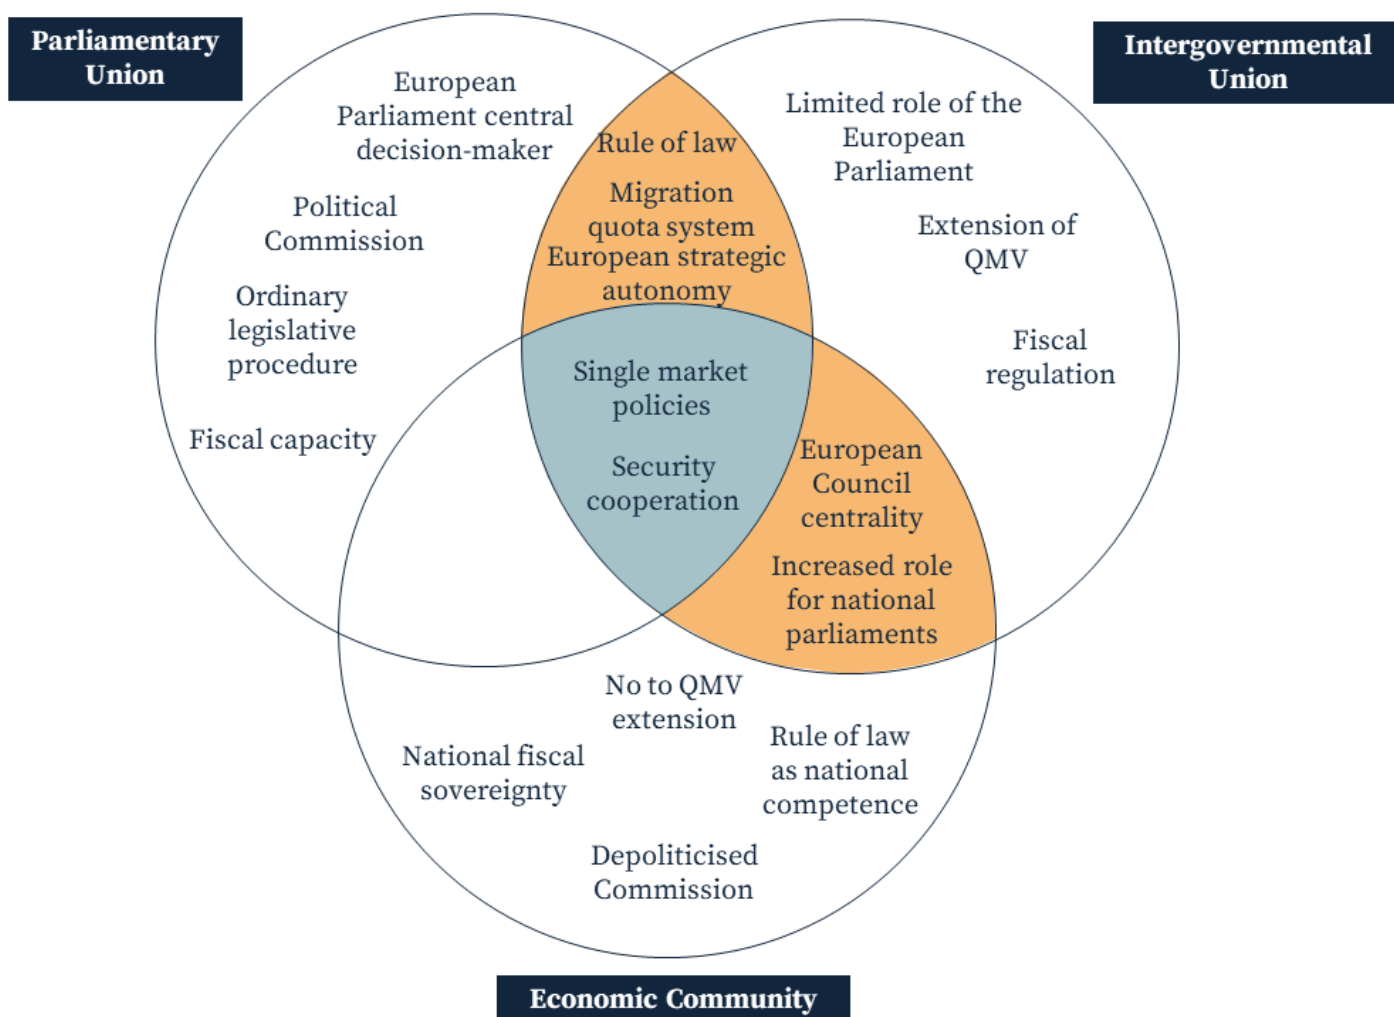 Parliamentary
Union
Intergovernmental
Union
European
Parliament central
decision-maker
Political
Commission
Ordinary
legislative
procedure
Fiscal capacity
Rule of law
Migration
quota system
European strategic
autonomy
Limited role of the
European
Parliament
Extension of
QMV
Fiscal
regulation
Single market
policies
Security
cooperation
European
Council
centrality
Increased role
for national
parliaments
No to QMV
extension
National fiscal
sovereignty
Rule of law
as national
competence
Depoliticised
Commission
Economic Community